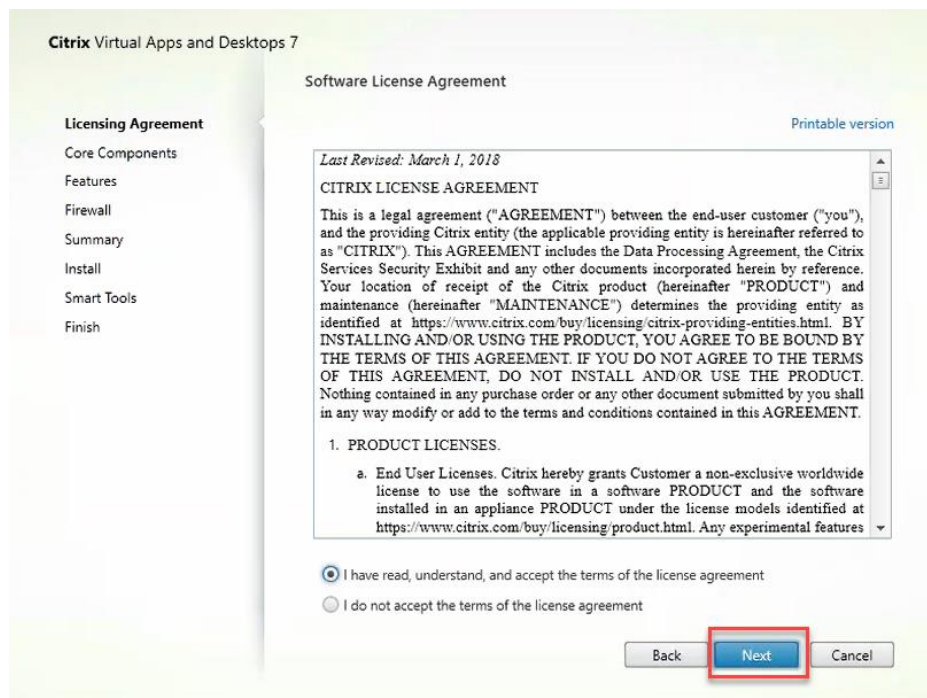 Citrix Virtual Apps and Desktops 7
Software License Agreement
Licensing Agreement
Core Components
Features
Firewall
Summary
Install
Smart Tools
Finish
Printable version
Last Revised: March 1, 2018
CITRIX LICENSE AGREEMENT
This is a legal agreement ("AGREEMENT") between the end-user customer ("you"),
and the providing Citrix entity (the applicable providing entity is hereinafter referred to
as "CITRIX"). This AGREEMENT includes the Data Processing Agreement, the Citrix
Services Security Exhibit and any other documents incorporated herein by reference.
Your location of receipt of the Citrix product (hereinafter "PRODUCT") and
maintenance (hereinafter "MAINTENANCE") determines the providing entity as
identified at https://www.citrix.com/buy/licensing/citrix-providing-entities.html. BY
INSTALLING AND/OR USING THE PRODUCT, YOU AGREE TO BE BOUND BY
THE TERMS OF THIS AGREEMENT. IF YOU DO NOT AGREE TO THE TERMS
OF THIS AGREEMENT, DO NOT INSTALL AND/OR USE THE PRODUCT.
Nothing contained in any purchase order or any other document submitted by you shall
in any way modify or add to the terms and conditions contained in this AGREEMENT.
1. PRODUCT LICENSES.
a. End User Licenses. Citrix hereby grants Customer a non-exclusive worldwide
license to use the software in a software PRODUCT and the software
installed in an appliance PRODUCT under the license models identified at
https://www.citrix.com/buy/licensing/product.html. Any experimental features
I have read, understand, and accept the terms of the license agreement
I do not accept the terms of the license agreement
Back
Next
Cancel